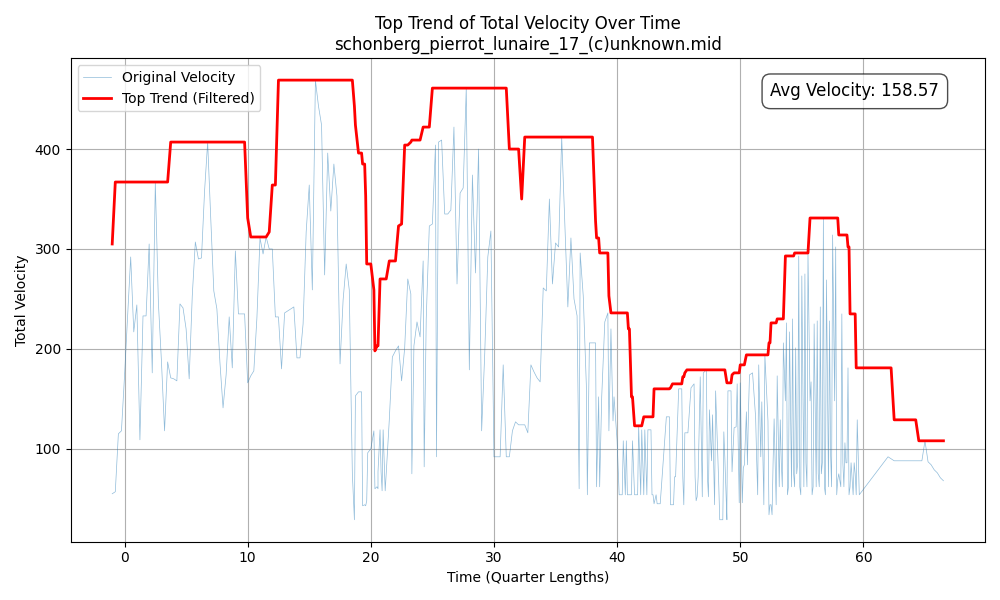 Top Trend of Total Velocity Over Time
schonberg_pierrot_lunaire_17_(c)unknown.mid
Original Velocity
Top Trend (Filtered)
Avg Velocity: 158.57
Total Velocity
400
300
200
100
0 10 20 30 40 50 60
Time (Quarter Lengths)